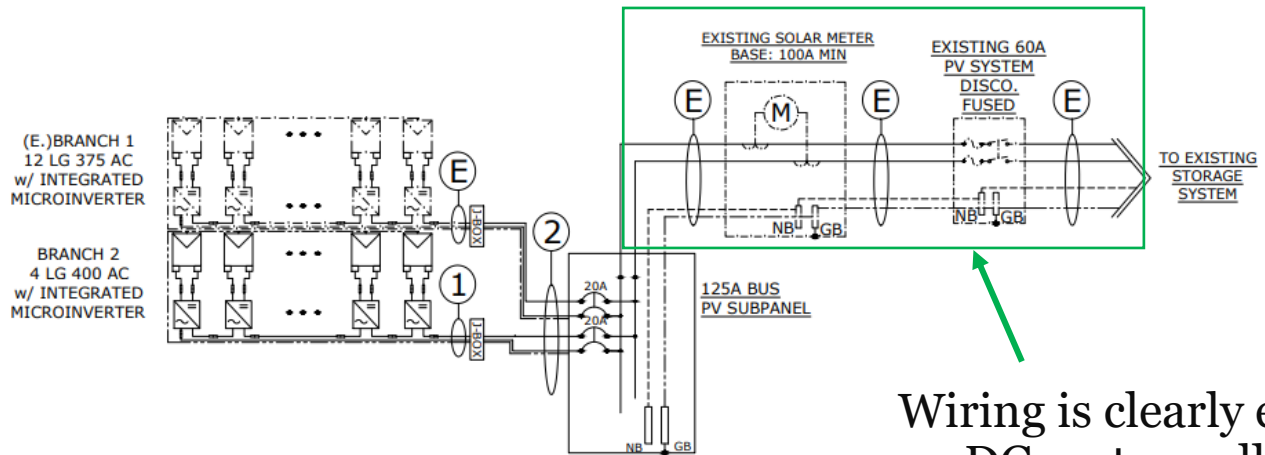 EXISTING SOLAR METER
BASE: 100A MIN
EXISTING 60A
PV SYSTEM
DISCO.
FUSED
E
M
E
E
(E.)BRANCH 1
12 LG 375 AC
w/ INTEGRATED
MICROINVERTER
E
J-BOX
TO EXISTING
STORAGE
SYSTEM
NB
GB
NB
GB
BRANCH 2
4 LG 400 AC
w/ INTEGRATED
MICROINVERTER
1
J-BOX
2
20A
20A
125A BUS
PV SUBPANEL
NB
GB
Wiring is clearly e